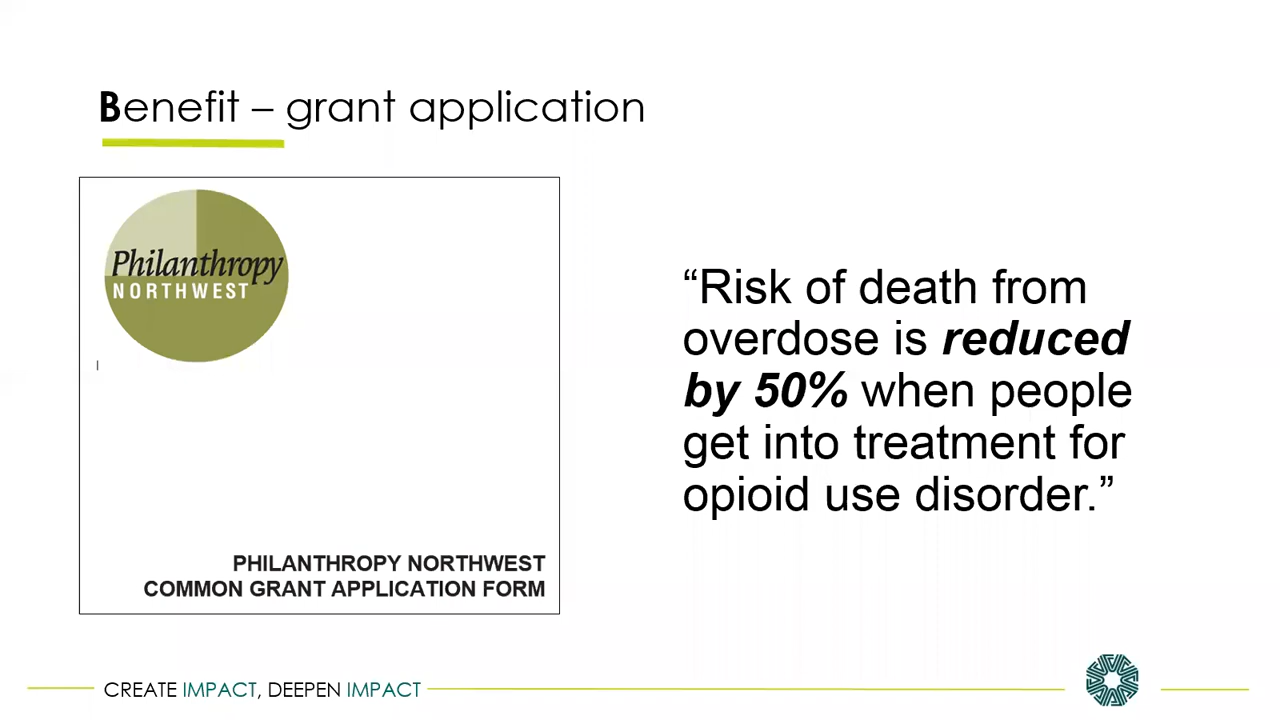 Benefit – grant application
Philanthropy
NORTHWEST
PHILANTHROPY NORTHWEST
COMMON GRANT APPLICATION FORM
“Risk of death from
overdose is reduced
by 50% when people
get into treatment for
opioid use disorder.”
CREATE IMPACT, DEEPEN IMPACT